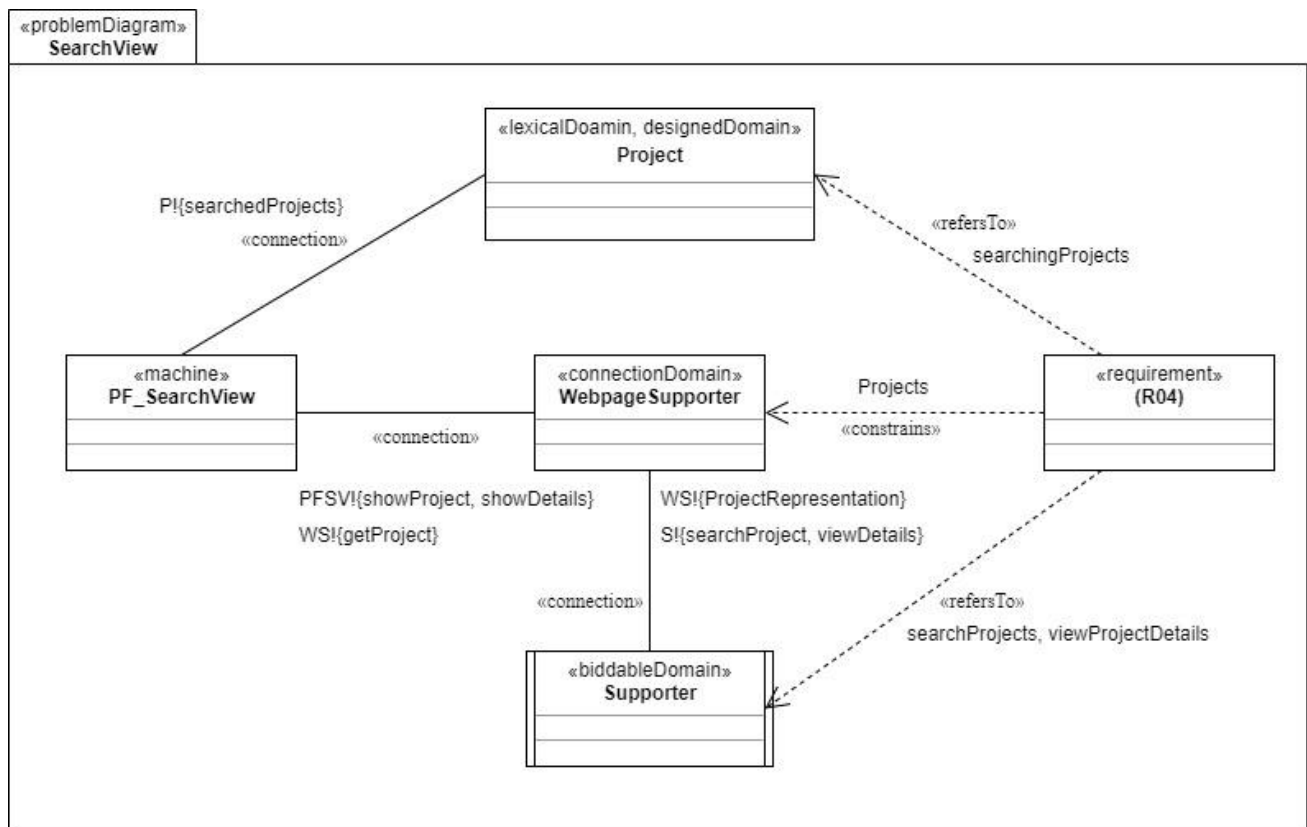 «problemDiagram»
SearchView
«lexicalDoamin, designedDomain»
Project
P!{searchedProjects}
«connection»
«refersTo»
searchingProjects
«machine»
PF_SearchView
«connectionDomain»
WebpageSupporter
«requirement»
(R04)
Projects
«constrains»
«connection»
PFSV!{showProject, showDetails}
WS!{getProject}
WS!{ProjectRepresentation}
S!{searchProject, viewDetails}
«connection»
«refersTo»
searchProjects, viewProjectDetails
«biddableDomain»
Supporter